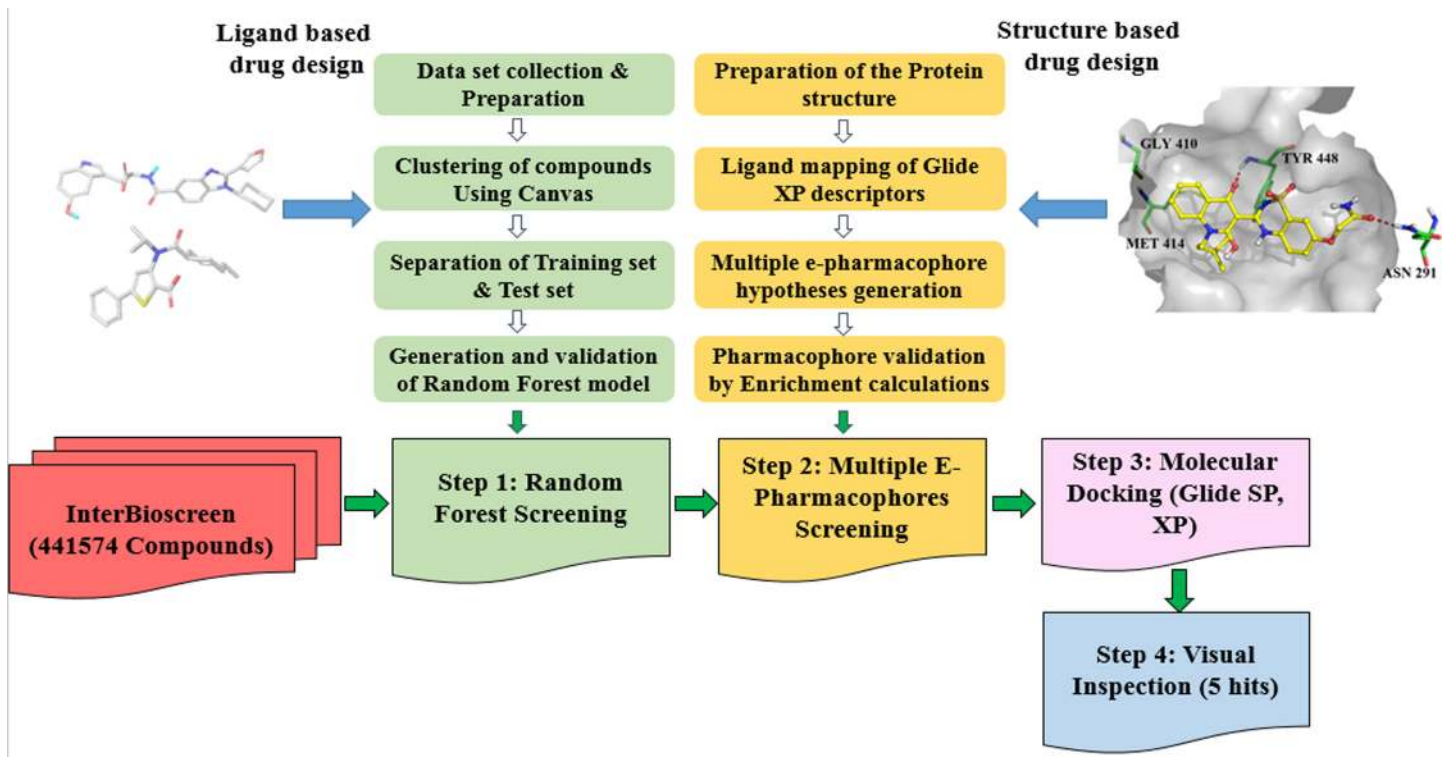 Ligand based
drug design
Data set collection &
Preparation
Clustering of compounds
Using Canvas
Separation of Training set
& Test set
Generation and validation
of Random Forest model
Preparation of the Protein
structure
Ligand mapping of Glide
XP descriptors
Multiple e-pharmacophore
hypotheses generation
Pharmacophore validation
by Enrichment calculations
Structure based
drug design
GLY 410
TYR 448
MET 414
ASN 291
InterBioscreen
(441574 Compounds)
Step 1: Random
Forest Screening
Step 2: Multiple E-
Pharmacophores
Screening
Step 3: Molecular
Docking (Glide SP,
XP)
Step 4: Visual
Inspection (5 hits)